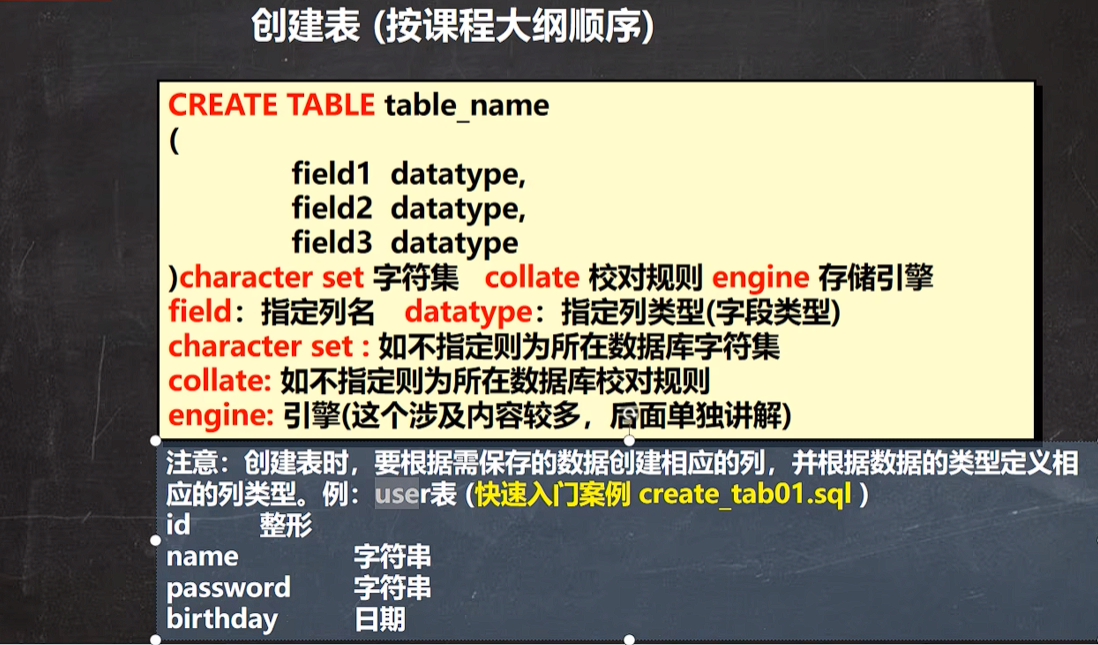 创建表 (按课程大纲顺序)
CREATE TABLE table_name
(
field1 datatype,
field2 datatype,
field3 datatype
)character set 字符集 collate 校对规则 engine 存储引擎
field：指定列名 datatype：指定列类型(字段类型)
character set : 如不指定则为所在数据库字符集
collate: 如不指定则为所在数据库校对规则
engine: 引擎(这个涉及内容较多，后面单独讲解)
注意：创建表时，要根据需保存的数据创建相应的列，并根据数据的类型定义相
应的列类型。例：user表 (快速入门案例 create_tab01.sql )
id 整形
name 字符串
password 字符串
birthday 日期